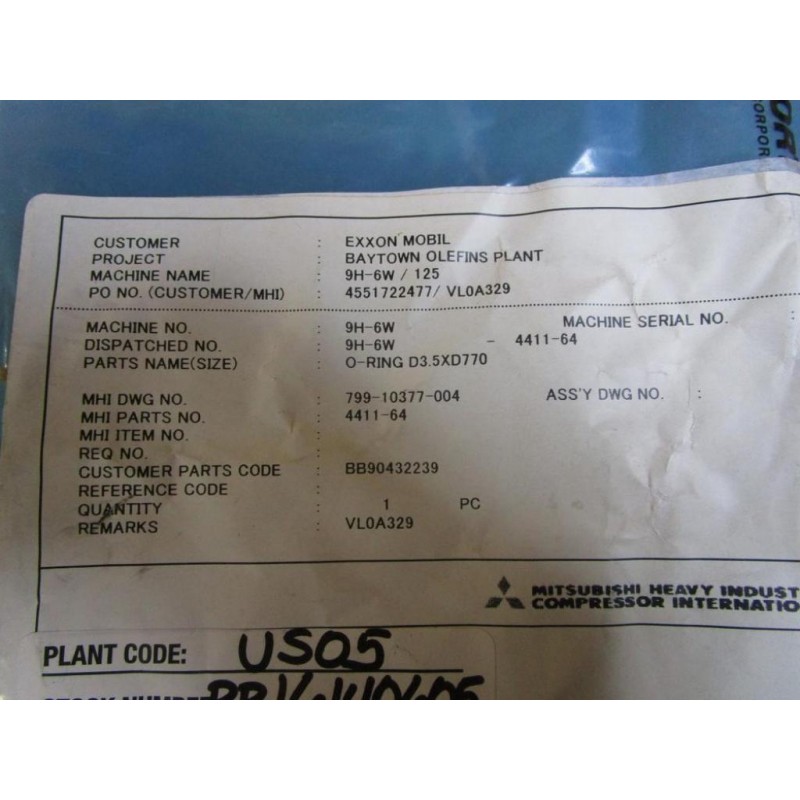 CUSTOMER : EXXON MOBIL
PROJECT : BAYTOWN OLEFINS PLANT
MACHINE NAME : 9H-6W / 125
PO NO. (CUSTOMER/MHI) : 4551722477/ VL0A329
MACHINE NO. : 9H-6W MACHINE SERIAL NO. :
DISPATCHED NO. : 9H-6W - 4411-64
PARTS NAME(SIZE) : O-RING D3.5XD770
MHI DWG NO. : 799-10377-004 ASS'Y DWG NO. :
MHI PARTS NO. : 4411-64
MHI ITEM NO. :
REQ NO. :
CUSTOMER PARTS CODE : BB90432239
REFERENCE CODE :
QUANTITY : 1 PC
REMARKS : VL0A329
MITSUBISHI HEAVY INDUST
COMPRESSOR INTERNATIO
PLANT CODE: US05
STOCK NUMBER